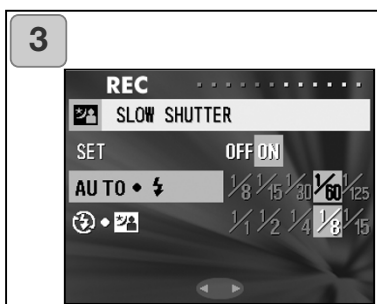 3
REC
SLOW SHUTTER
SET OFF ON
AUTO • 1/8 1/15 1/30 1/60 1/125
• 1/1 1/2 1/4 1/8 1/15